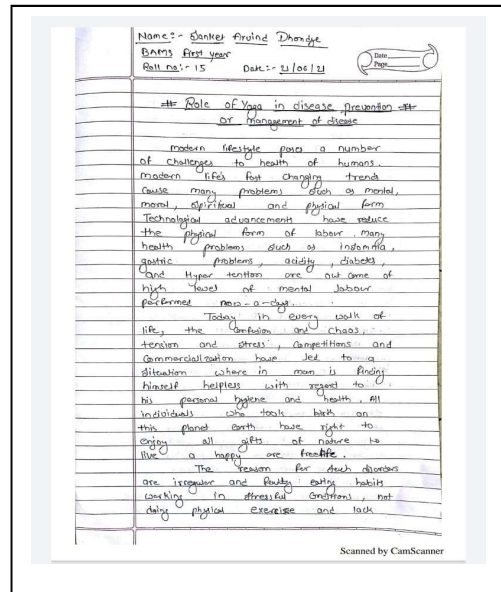 Name:- Sanket Arvind Dhondge
BAMS First year
Roll no:- 15 Date:- 21/06/21
Date
Page
# Role of Yoga in disease prevention #
or management of disease
modern lifestyle poses a number
of challenges to health of humans.
modern life's fast changing trends
cause many problems such as mental,
moral, spiritual and physical form
Technological advancements have reduce
the physical form of labour. many
health problems such as insomnia,
gastric problems, acidity, diabetes,
and Hyper tention are out come of
high level of mental labour
performed now-a-days.
Today in every walk of
life, the confusion and chaos,
tension and stress, Competitions and
Commercialization have led to a
situation where in man is finding
himself helpless with regard to
his personal hygiene and health. All
individuals who took birth on
this planet earth have right to
enjoy all gifts of nature to
live a happy are freelife.
The reason for such disorders
are irregular and faulty eating habits
working in stressful Conditions, not
doing physical exercise and lack
Scanned by CamScanner